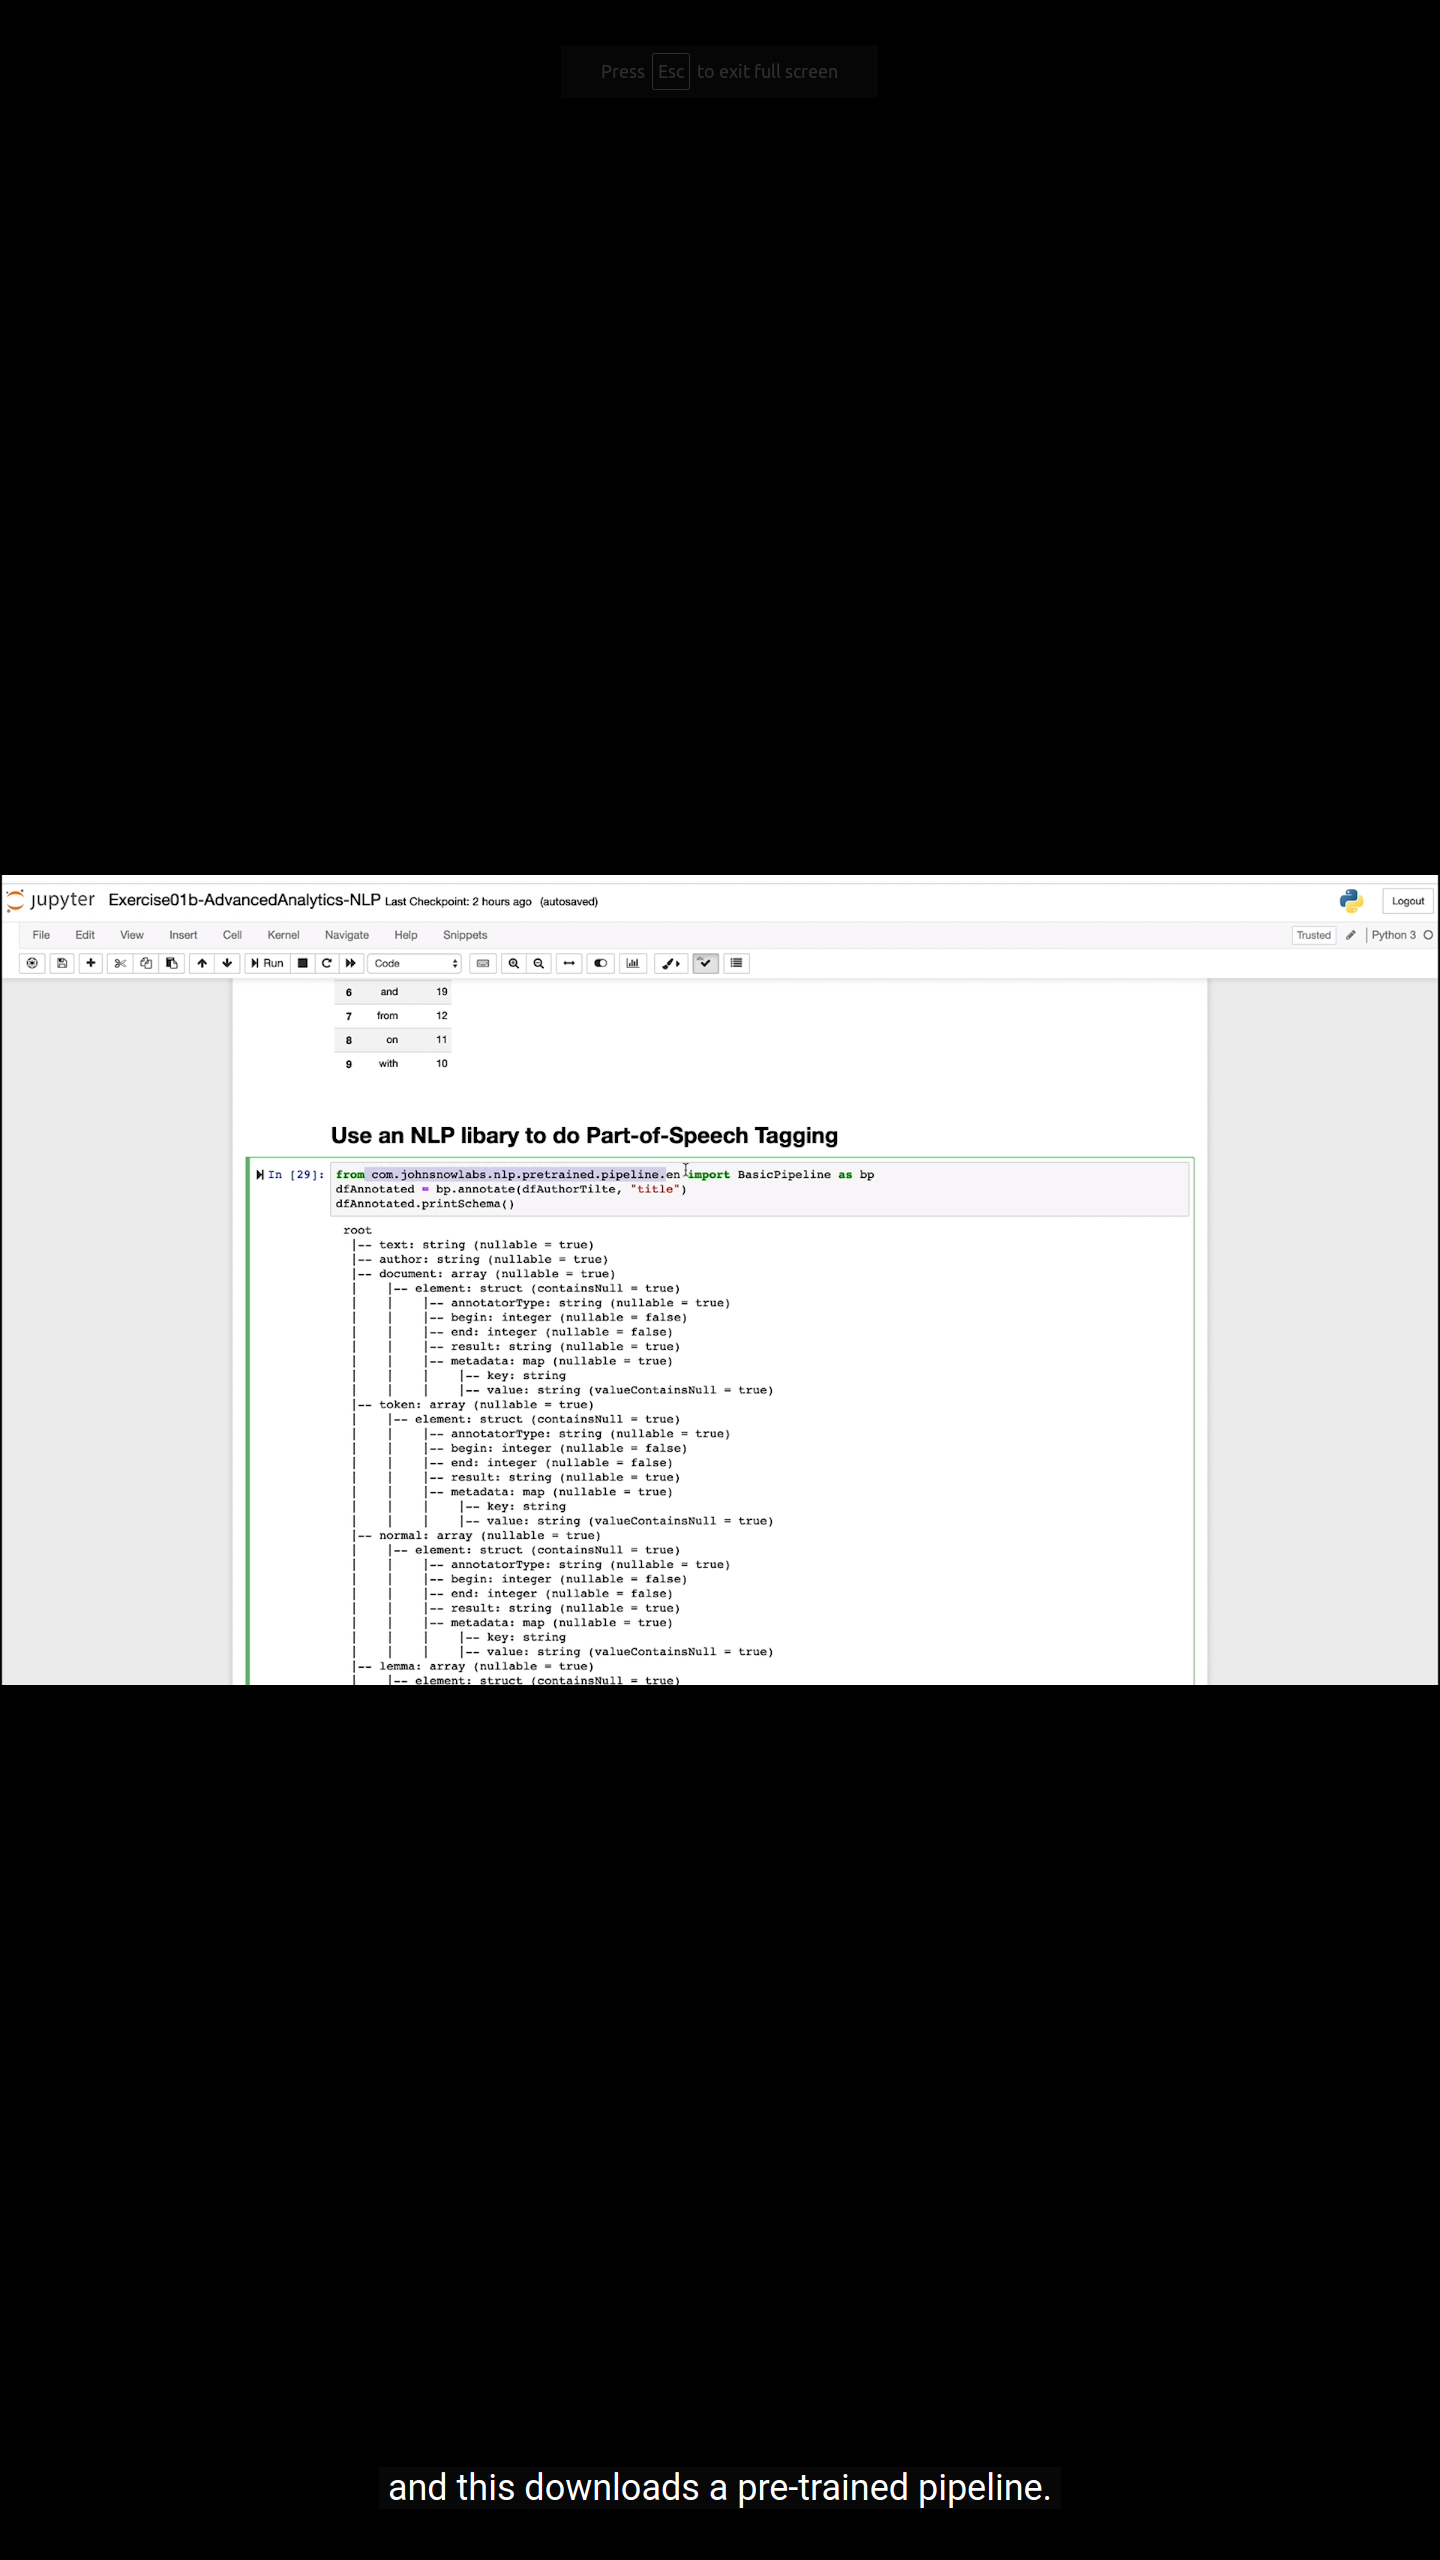 Press Esc to exit full screen
jupyter Exercise01b-AdvancedAnalytics-NLP Last Checkpoint: 2 hours ago (autosaved)
Logout
File Edit View Insert Cell Kernel Navigate Help Snippets
Trusted Python 3
Run Code
6 and 19
7 from 12
8 on 11
9 with 10
Use an NLP libary to do Part-of-Speech Tagging
In [29]: from com.johnsnowlabs.nlp.pretrained.pipeline.en import BasicPipeline as bp
dfAnnotated = bp.annotate(dfAuthorTilte, "title")
dfAnnotated.printSchema()
root
|-- text: string (nullable = true)
|-- author: string (nullable = true)
|-- document: array (nullable = true)
| |-- element: struct (containsNull = true)
| | |-- annotatorType: string (nullable = true)
| | |-- begin: integer (nullable = false)
| | |-- end: integer (nullable = false)
| | |-- result: string (nullable = true)
| | |-- metadata: map (nullable = true)
| | | |-- key: string
| | | |-- value: string (valueContainsNull = true)
|-- token: array (nullable = true)
| |-- element: struct (containsNull = true)
| | |-- annotatorType: string (nullable = true)
| | |-- begin: integer (nullable = false)
| | |-- end: integer (nullable = false)
| | |-- result: string (nullable = true)
| | |-- metadata: map (nullable = true)
| | | |-- key: string
| | | |-- value: string (valueContainsNull = true)
|-- normal: array (nullable = true)
| |-- element: struct (containsNull = true)
| | |-- annotatorType: string (nullable = true)
| | |-- begin: integer (nullable = false)
| | |-- end: integer (nullable = false)
| | |-- result: string (nullable = true)
| | |-- metadata: map (nullable = true)
| | | |-- key: string
| | | |-- value: string (valueContainsNull = true)
|-- lemma: array (nullable = true)
| |-- element: struct (containsNull = true)
and this downloads a pre-trained pipeline.